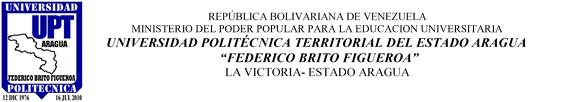 UNIVERSIDAD
UPT
ARAGUA
FEDERICO BRITO FIGUEROA
POLITECNICA
12 DIC 1976 16 JUL 2010
REPÚBLICA BOLIVARIANA DE VENEZUELA
MINISTERIO DEL PODER POPULAR PARA LA EDUCACION UNIVERSITARIA
UNIVERSIDAD POLITÉCNICA TERRITORIAL DEL ESTADO ARAGUA
“FEDERICO BRITO FIGUEROA”
LA VICTORIA- ESTADO ARAGUA